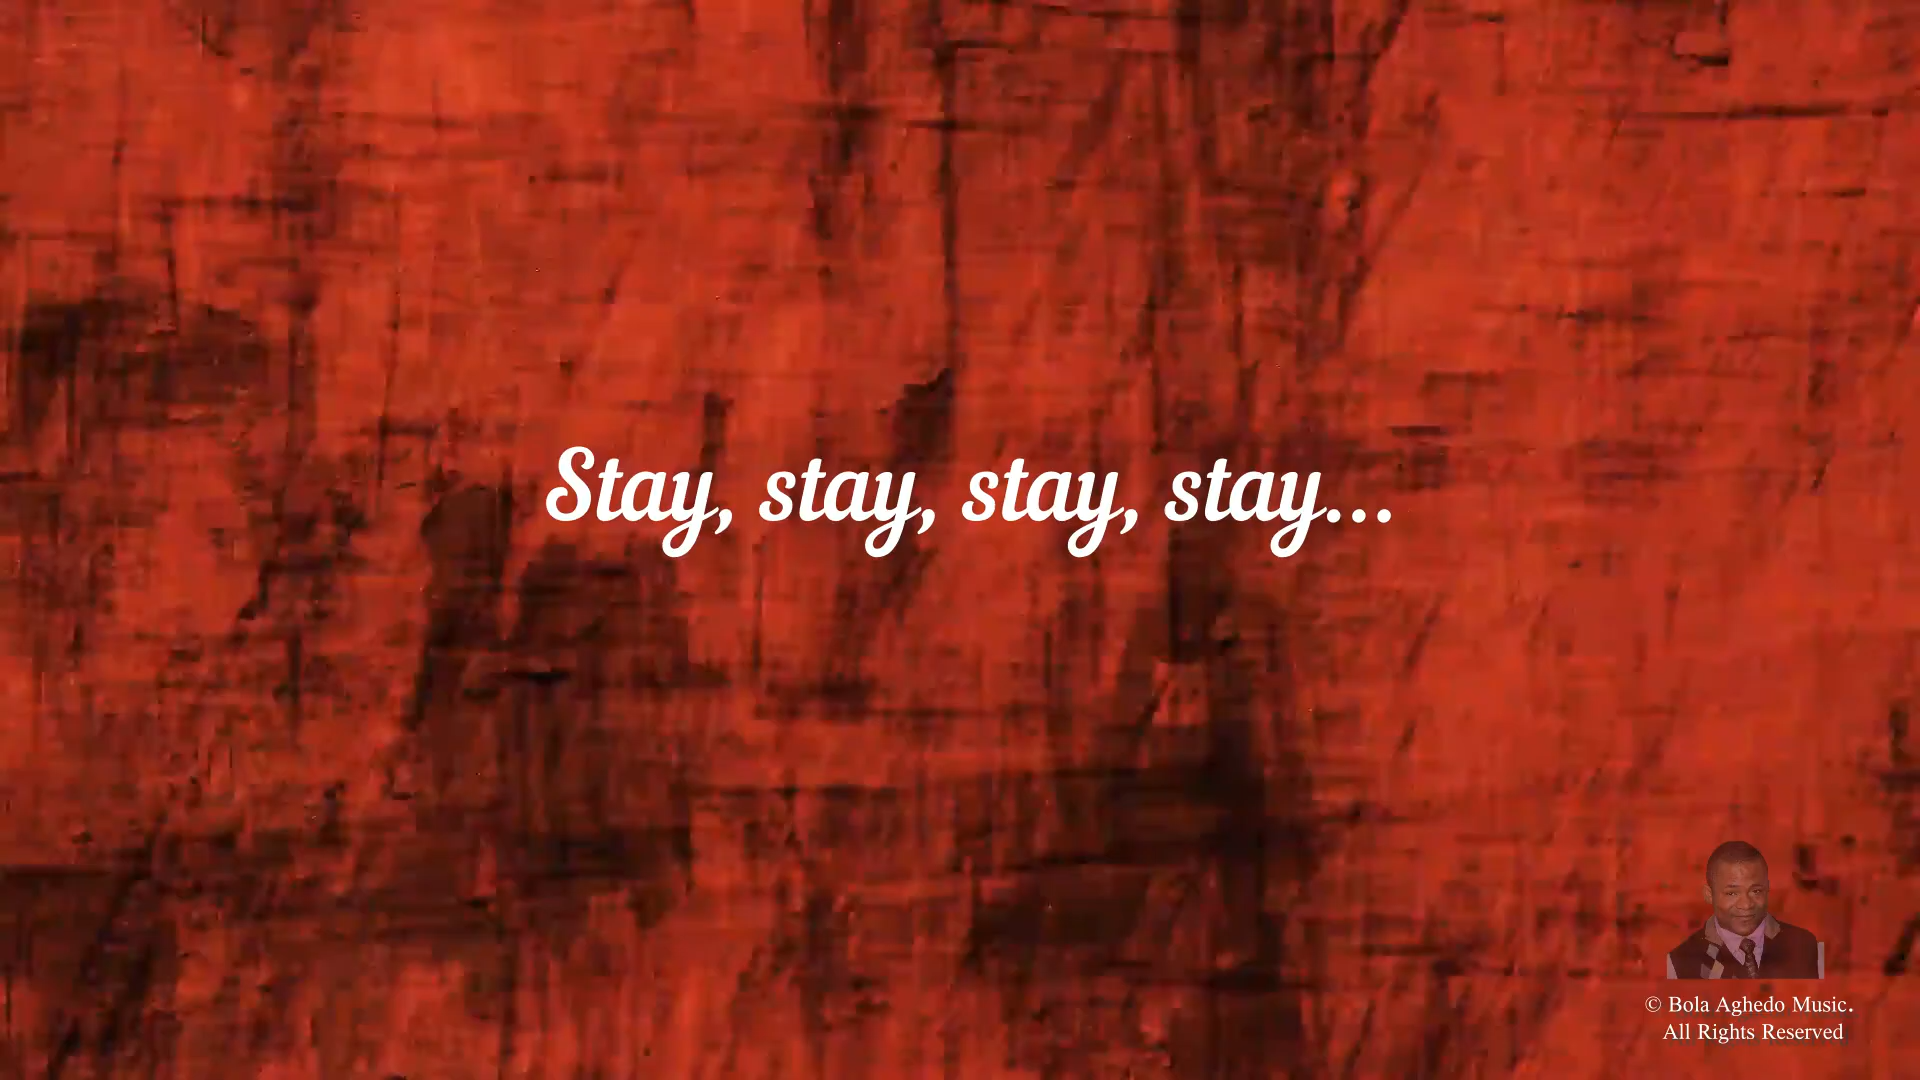 Stay, stay, stay, stay...
© Bola Aghedo Music.
All Rights Reserved